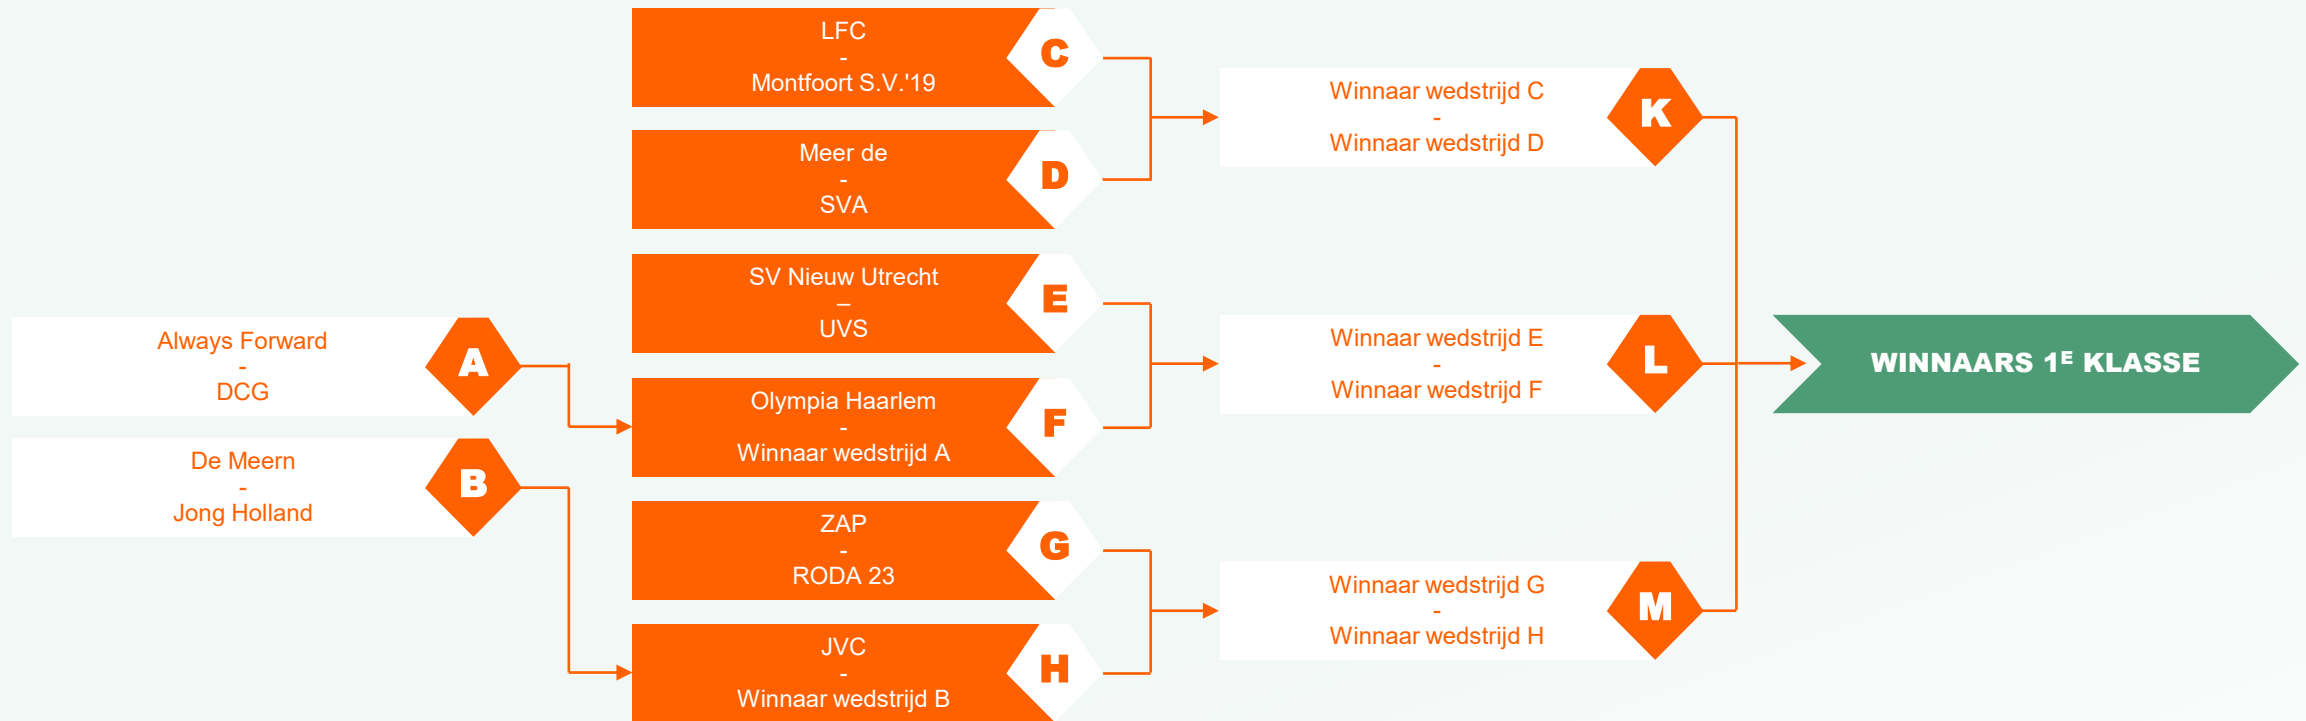 Always Forward
-
DCG
A
De Meern
-
Jong Holland
B
LFC
-
Montfoort S.V.'19
C
Meer de
-
SVA
D
SV Nieuw Utrecht
–
UVS
E
Olympia Haarlem
-
Winnaar wedstrijd A
F
ZAP
-
RODA 23
G
JVC
-
Winnaar wedstrijd B
H
Winnaar wedstrijd C
-
Winnaar wedstrijd D
K
Winnaar wedstrijd E
-
Winnaar wedstrijd F
L
Winnaar wedstrijd G
-
Winnaar wedstrijd H
M
WINNAARS 1E KLASSE